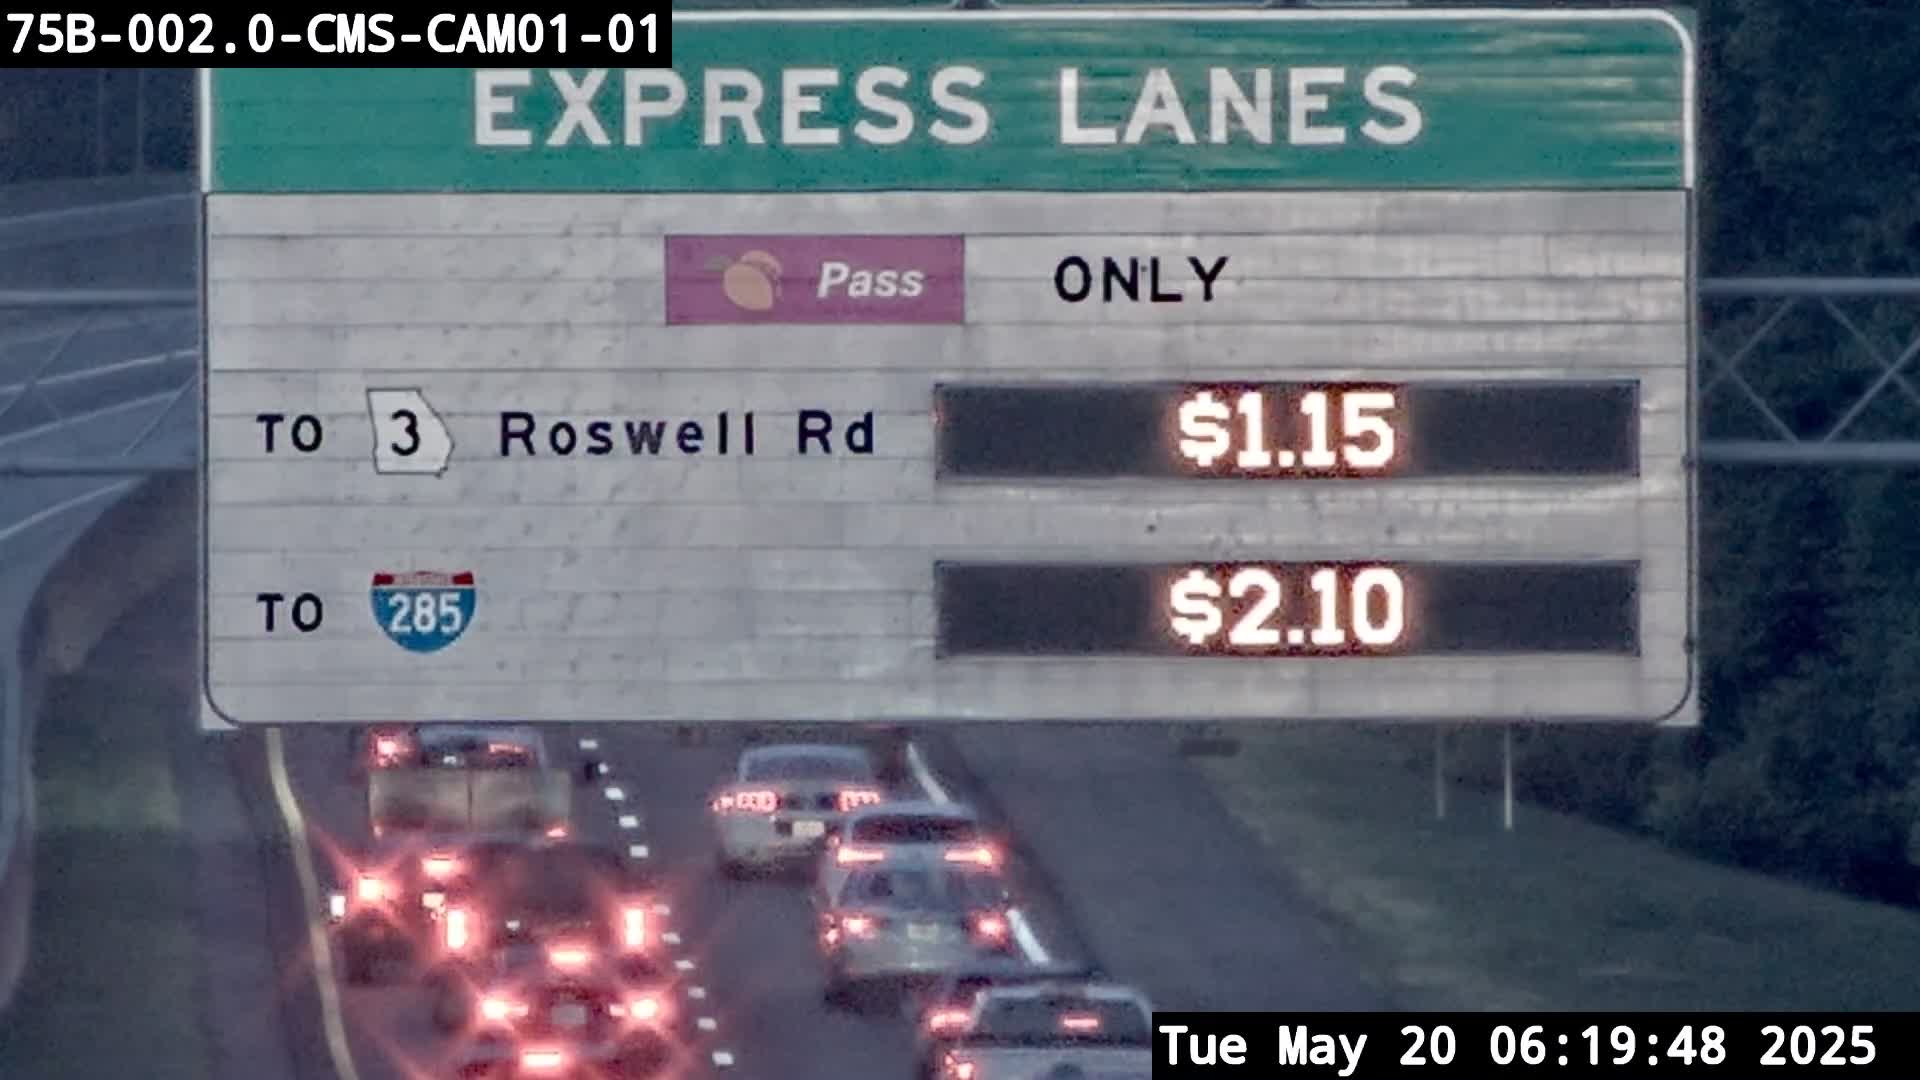 75B-002.0-CMS-CAM01-01
EXPRESS LANES
Pass ONLY
TO 3 Roswell Rd $1.15
TO 285 $2.10
Tue May 20 06:19:48 2025